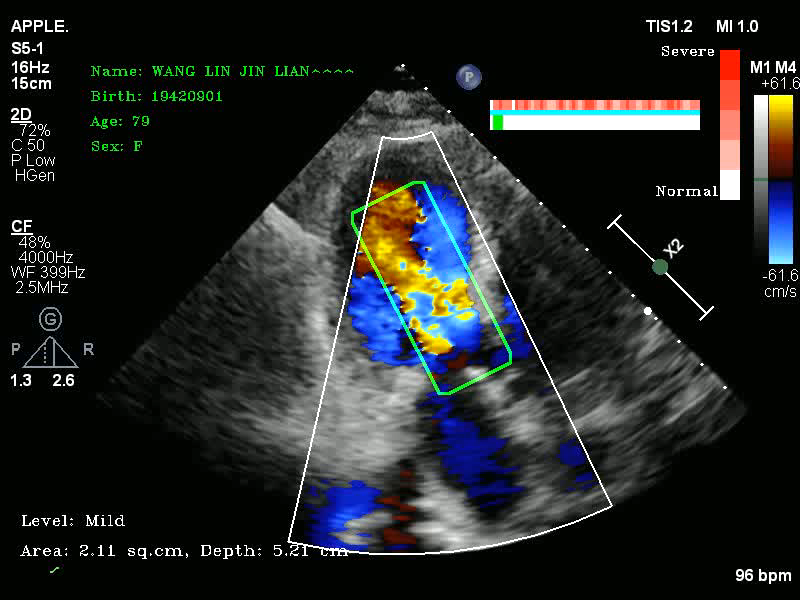 APPLE.
TIS1.2 MI 1.0
S5-1
16Hz
15cm
Severe
M1 M4
+61.6
Name: WANG LIN JIN LIAN^^^^
Birth: 19420901
Age: 79
Sex: F
P
2D
72%
C 50
P Low
HGen
Normal
CF
48%
4000Hz
WF 399Hz
2.5MHz
X2
-61.6
cm/s
G
P R
1.3 2.6
Level: Mild
Area: 2.11 sq.cm, Depth: 5.21 cm
96 bpm